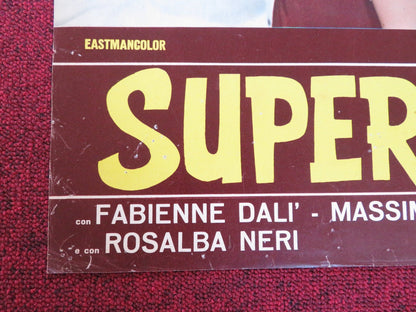 EASTMANCOLOR
SUPER
con FABIENNE DALI' - MASSIM
e con ROSALBA NERI